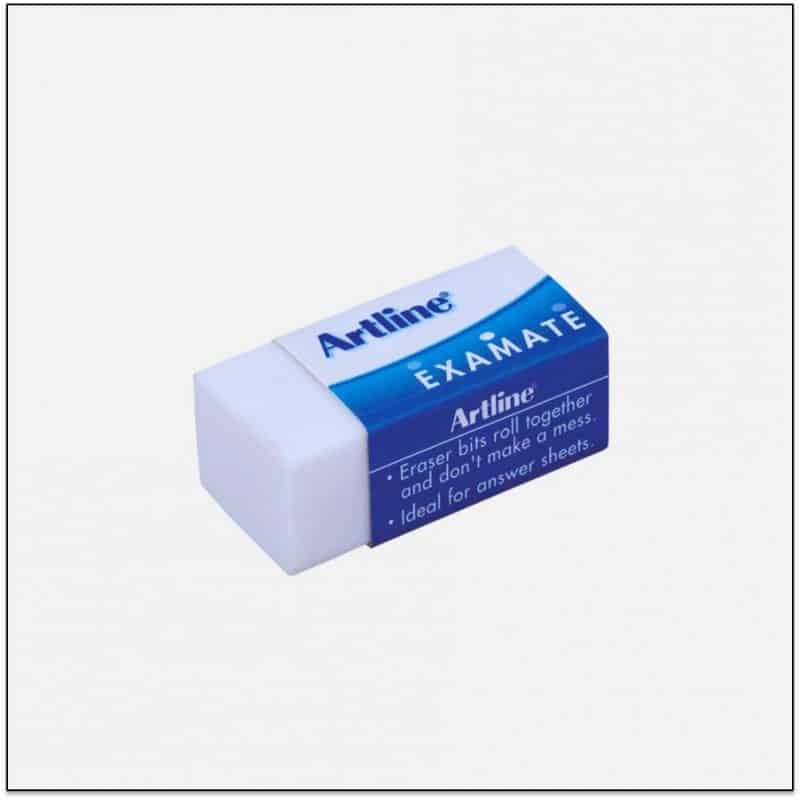 Artline®
EXAMATE
Artline®
• Eraser bits roll together
and don't make a mess.
• Ideal for answer sheets.